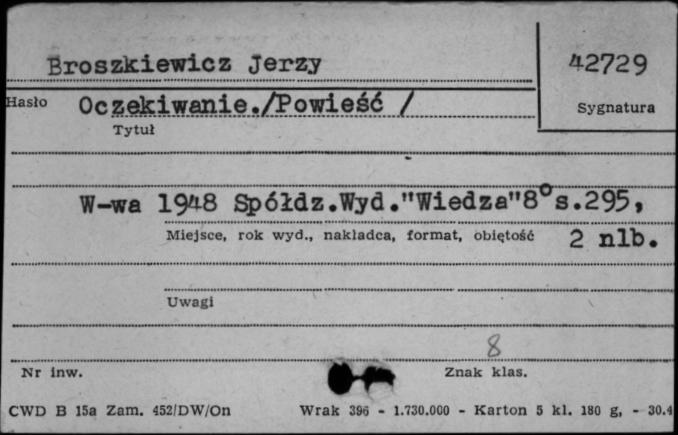 Broszkiewicz Jerzy
42729
Hasło Oczekiwanie./Powieść /
Sygnatura
Tytuł
W-wa 1948 Spółdz.Wyd."Wiedza"8° s.295,
Miejsce, rok wyd., nakładca, format, objętość 2 nlb.
Uwagi
8
Nr inw. Znak klas.
CWD B 15a Zam. 452/DW/On Wrak 396 - 1.730.000 - Karton 5 kl. 180 g, - 30.4